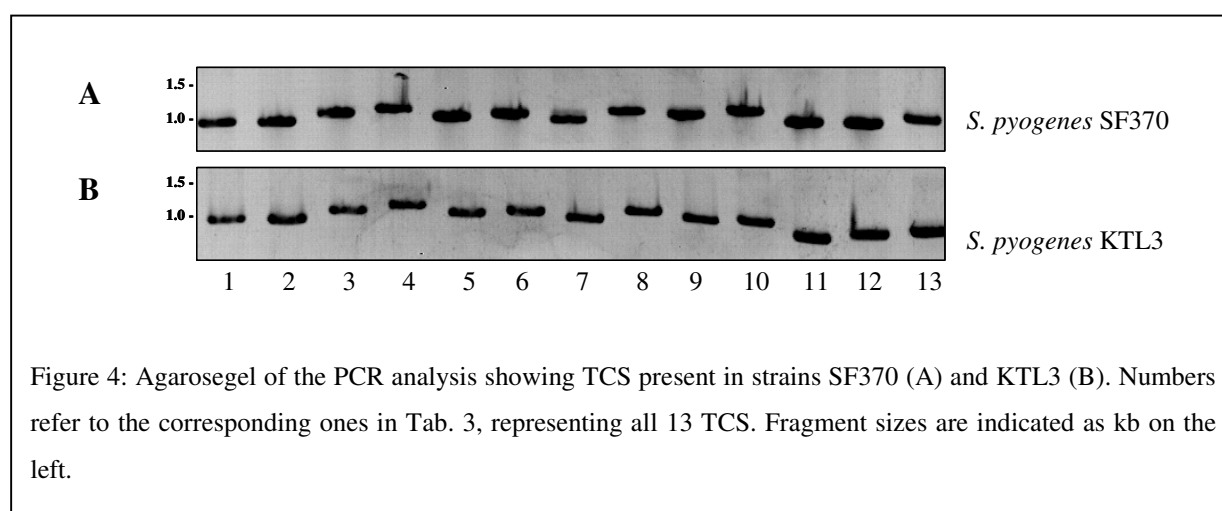 A
1.5 -
1.0 -
S. pyogenes SF370
B
1.5 -
1.0 -
S. pyogenes KTL3
1 2 3 4 5 6 7 8 9 10 11 12 13
Figure 4: Agarosegel of the PCR analysis showing TCS present in strains SF370 (A) and KTL3 (B). Numbers
refer to the corresponding ones in Tab. 3, representing all 13 TCS. Fragment sizes are indicated as kb on the
left.